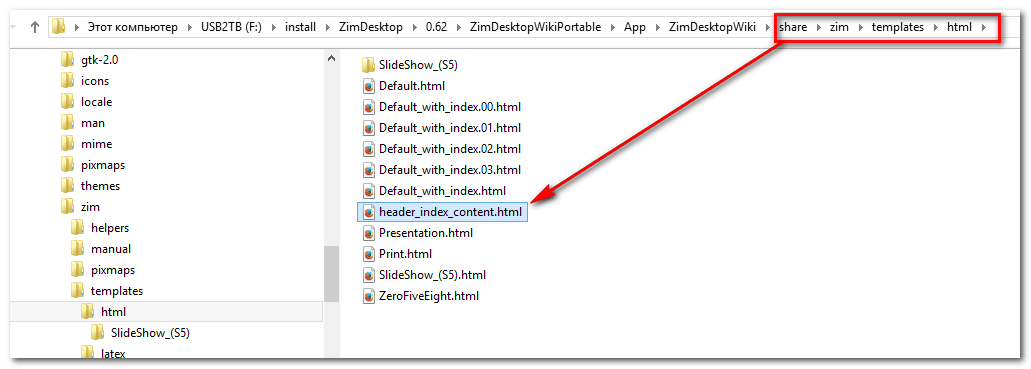 Этот компьютер › USB2TB (F:) › install › ZimDesktop › 0.62 › ZimDesktopWikiPortable › App › ZimDesktopWiki › share › zim › templates › html ›
gtk-2.0
icons
locale
man
mime
pixmaps
themes
zim
helpers
manual
pixmaps
templates
html
SlideShow_(S5)
latex
SlideShow_(S5)
Default.html
Default_with_index.00.html
Default_with_index.01.html
Default_with_index.02.html
Default_with_index.03.html
Default_with_index.html
header_index_content.html
Presentation.html
Print.html
SlideShow_(S5).html
ZeroFiveEight.html